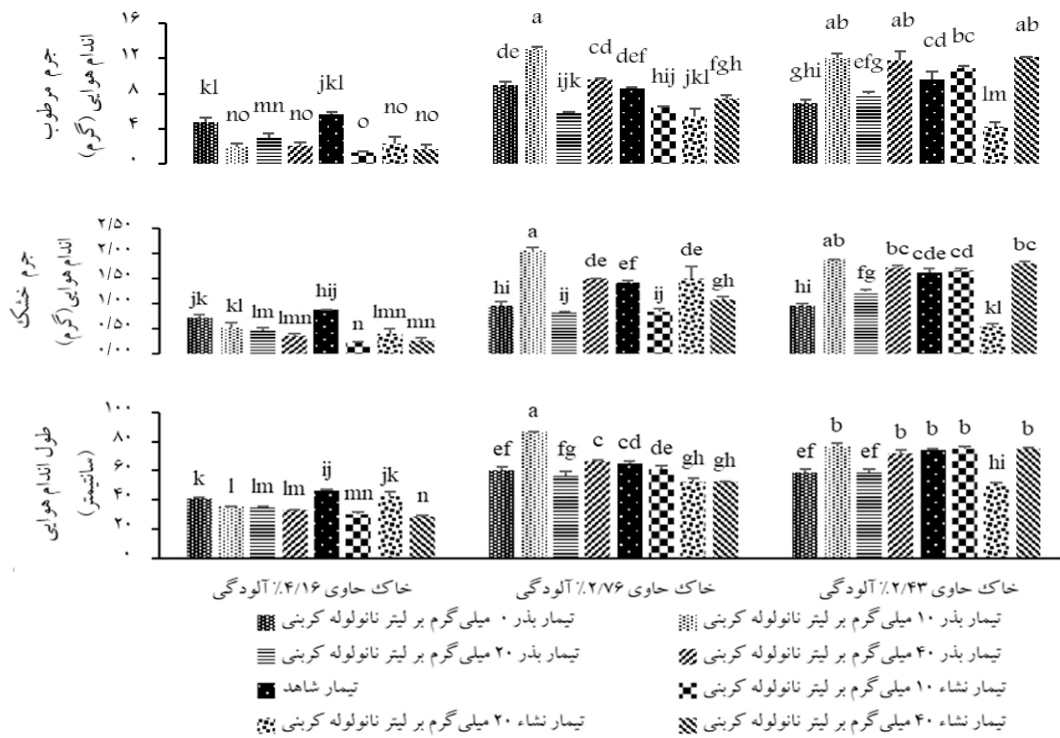 جرم مرطوب
اندام هوایی (گرم)
۱۶
۱۲
۸
۴
۰
kl no mn no jkl o no no
de a ijk cd def hij jkl fgh
ghi ab efg ab cd bc lm ab
جرم خشک
اندام هوایی(گرم)
۲/۵۰
۲/۰۰
۱/۵۰
۱/۰۰
۰/۵۰
۰/۰۰
jk kl lm lmn hij n lmn mn
hi a ij de ef ij de gh
hi ab fg bc cde cd kl bc
طول اندام هوایی
(سانتیمتر)
۱۰۰
۸۰
۶۰
۴۰
۲۰
۰
k l lm lm ij mn jk n
ef a fg c cd de gh gh
ef b ef b b b hi b
خاک حاوی ۴/۱۶٪ آلودگی
خاک حاوی ۲/۷۶٪ آلودگی
خاک حاوی ۲/۴۳٪ آلودگی
تیمار بذر ۰ میلی‌گرم بر لیتر نانولوله کربنی
تیمار بذر ۱۰ میلی‌گرم بر لیتر نانولوله کربنی
تیمار بذر ۲۰ میلی‌گرم بر لیتر نانولوله کربنی
تیمار بذر ۴۰ میلی‌گرم بر لیتر نانولوله کربنی
تیمار شاهد
تیمار نشاء ۱۰ میلی‌گرم بر لیتر نانولوله کربنی
تیمار نشاء ۲۰ میلی‌گرم بر لیتر نانولوله کربنی
تیمار نشاء ۴۰ میلی‌گرم بر لیتر نانولوله کربنی